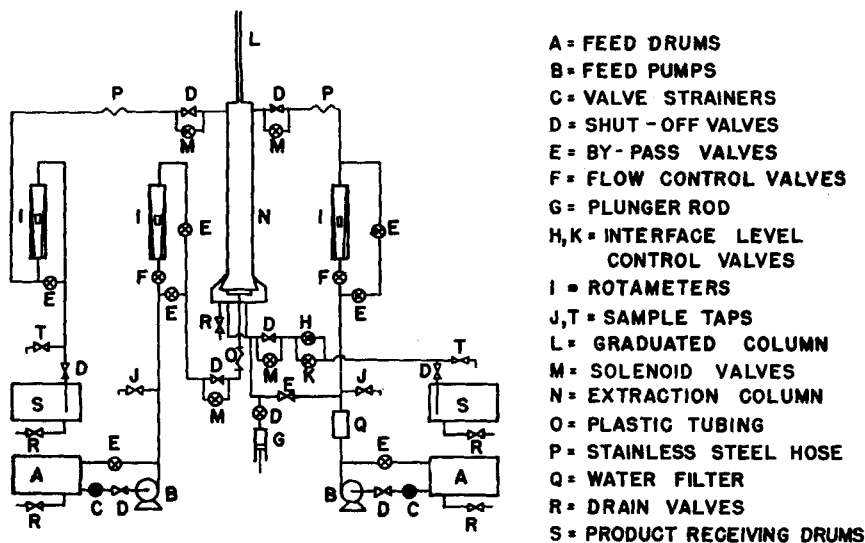 L
P
D
D
P
M
M
I
I
N
I
E
E
F
F
E
E
E
R
D
H
T
O
M
K
T
D
D
D
J
M
E
J
S
D
G
Q
S
R
E
E
R
A
B
B
A
C
D
D
C
R
R
A = FEED DRUMS
B = FEED PUMPS
C = VALVE STRAINERS
D = SHUT-OFF VALVES
E = BY-PASS VALVES
F = FLOW CONTROL VALVES
G = PLUNGER ROD
H,K = INTERFACE LEVEL
CONTROL VALVES
I = ROTAMETERS
J,T = SAMPLE TAPS
L = GRADUATED COLUMN
M = SOLENOID VALVES
N = EXTRACTION COLUMN
O = PLASTIC TUBING
P = STAINLESS STEEL HOSE
Q = WATER FILTER
R = DRAIN VALVES
S = PRODUCT RECEIVING DRUMS